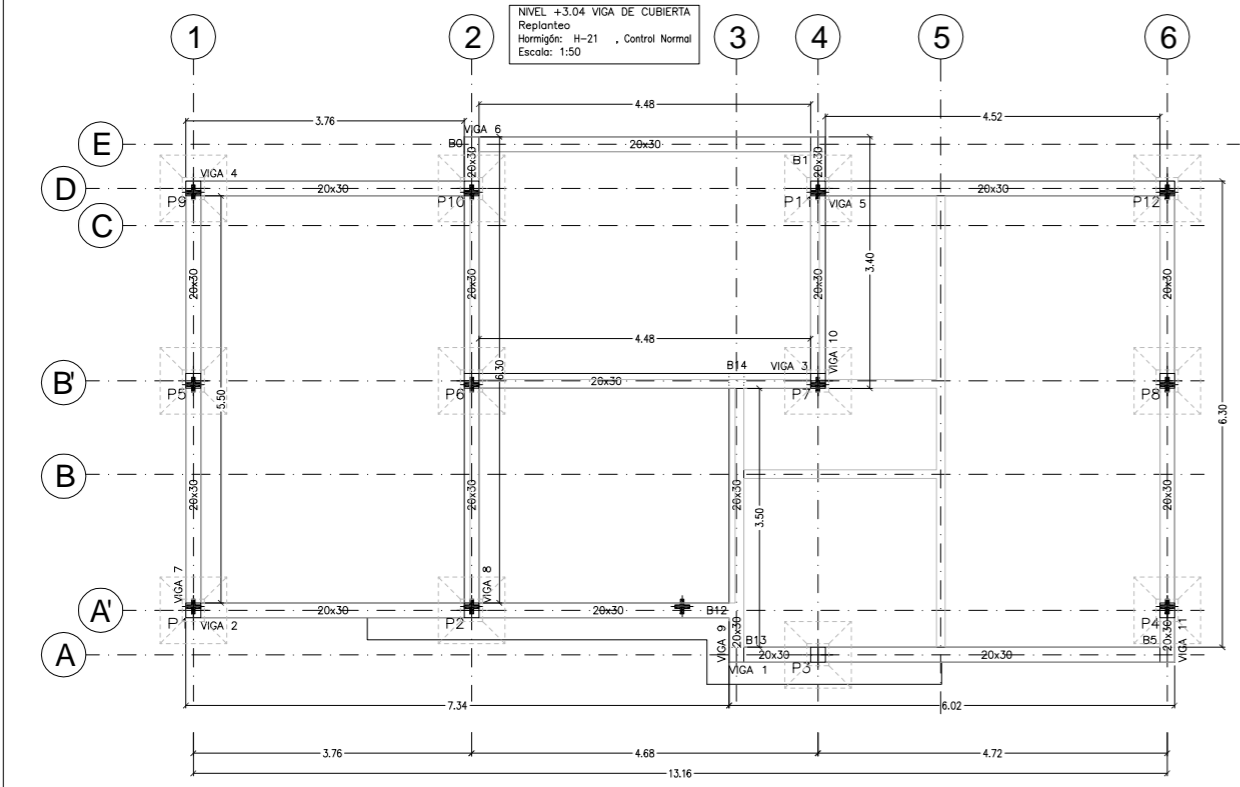 NIVEL +3.04 VIGA DE CUBIERTA
Replanteo
Hormigón: H-21 , Control Normal
Escala: 1:50
1
2
3
4
5
6
4.48
3.76
4.52
E
VIGA 6
B0
20x30
20x30
20x30
B1
D
VIGA 4
20x30
20x30
P9
P10
P11
VIGA 5
P12
C
20x30
20x30
20x30
3.40
20x30
4.48
VIGA 10
B'
B14
VIGA 3
20x30
P5
5.50
P6
6.30
P7
P8
6.30
B
20x30
20x30
20x30
3.50
20x30
VIGA 7
VIGA 8
A'
20x30
20x30
B12
P
VIGA 2
P2
P4
VIGA 9
20x30
B13
B5
20x30
VIGA 11
A
20x30
20x30
P3
VIGA 1
7.34
6.02
3.76
4.68
4.72
13.16